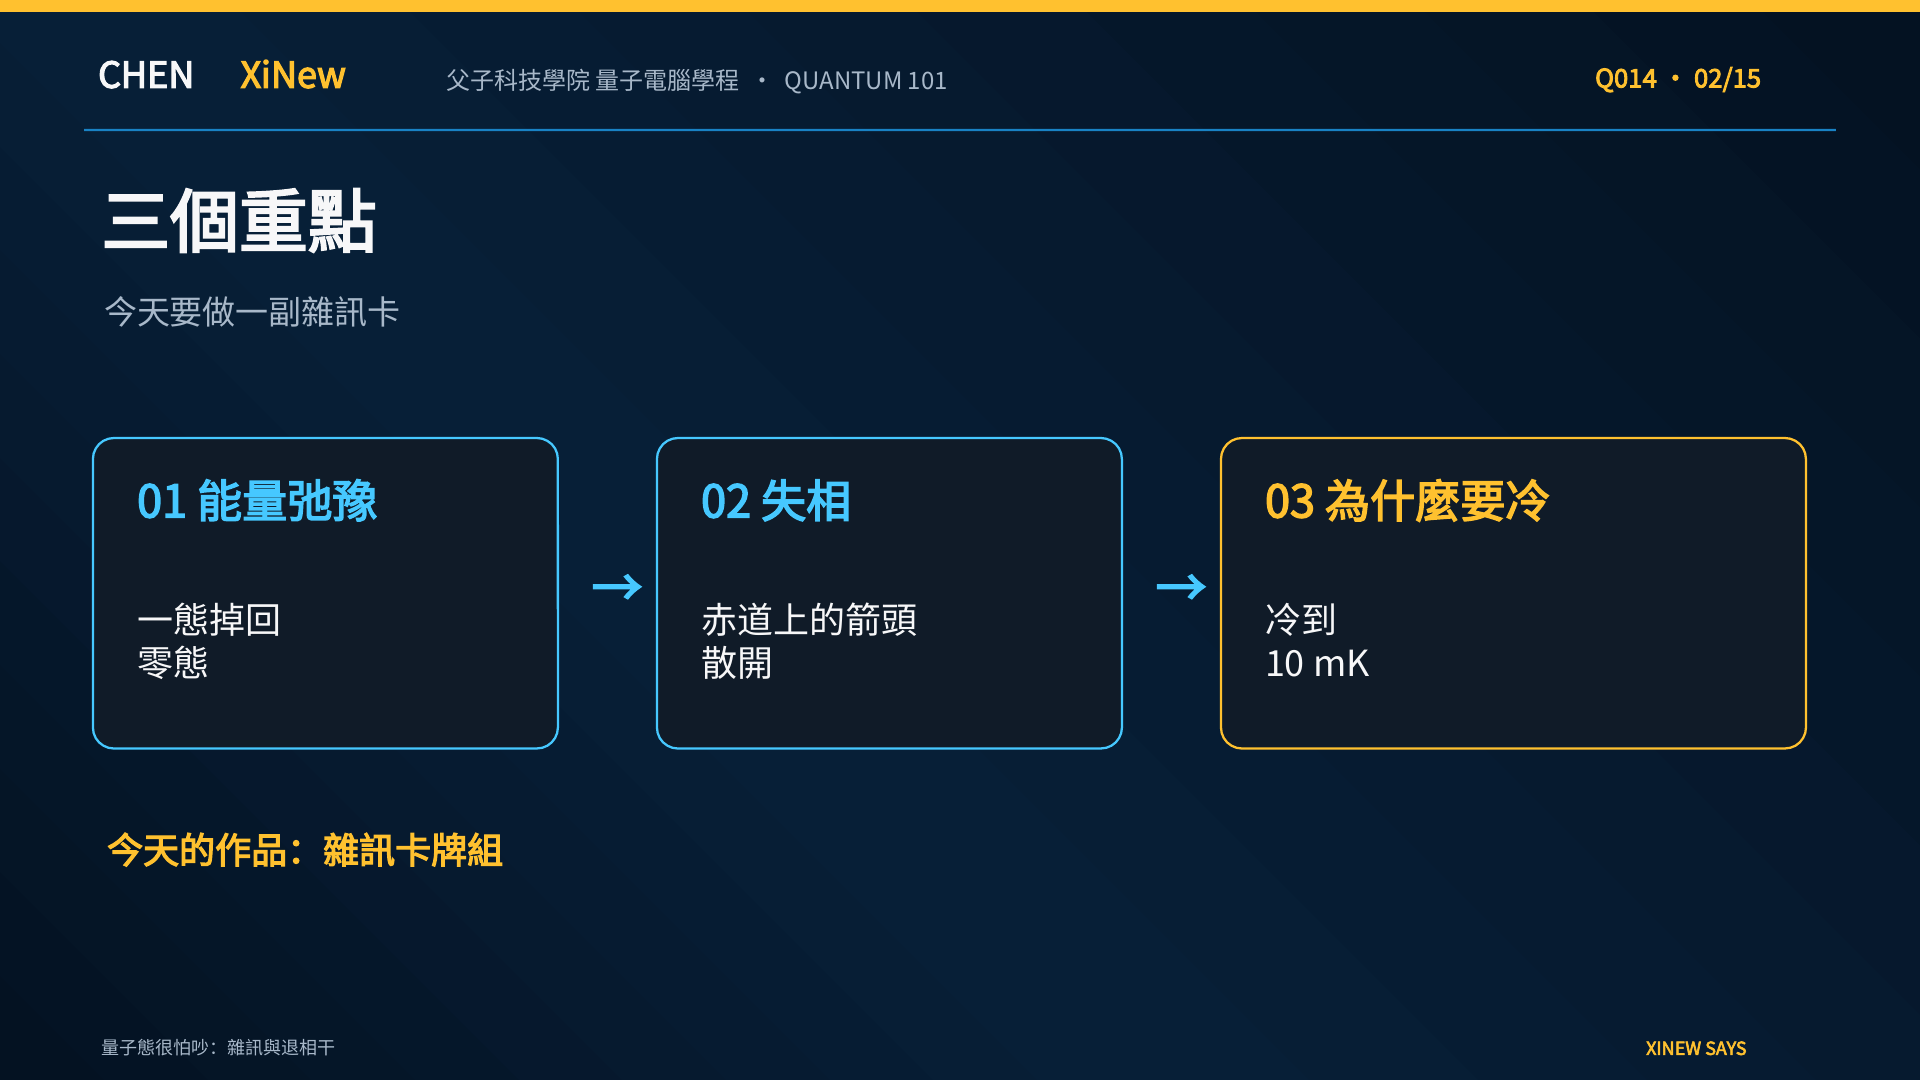 CHEN XiNew 父子科技學院 量子電腦學程 ・ QUANTUM 101 Q014 ・ 02/15
三個重點
今天要做一副雜訊卡
01 能量弛豫
一態掉回
零態
→
02 失相
赤道上的箭頭
散開
→
03 為什麼要冷
冷到
10 mK
今天的作品：雜訊卡牌組
量子態很怕吵：雜訊與退相干
XINEW SAYS